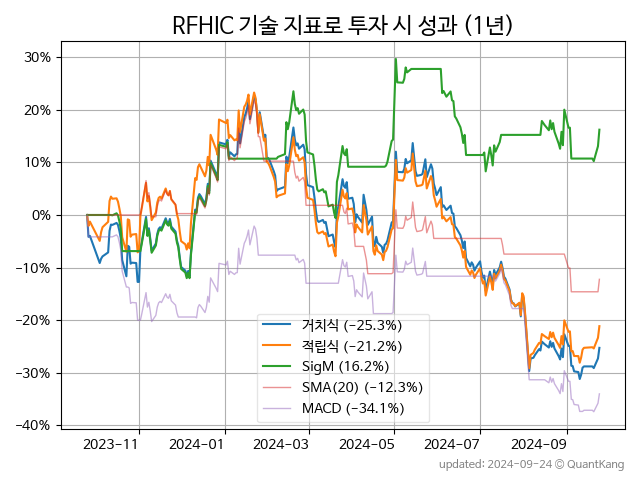 RFHIC 기술 지표로 투자 시 성과 (1년)
30%
20%
10%
0%
−10%
−20%
−30%
−40%
거치식 (−25.3%)
적립식 (−21.2%)
SigM (16.2%)
SMA(20) (−12.3%)
MACD (−34.1%)
2023-11
2024-01
2024-03
2024-05
2024-07
2024-09
updated: 2024-09-24 © QuantKang